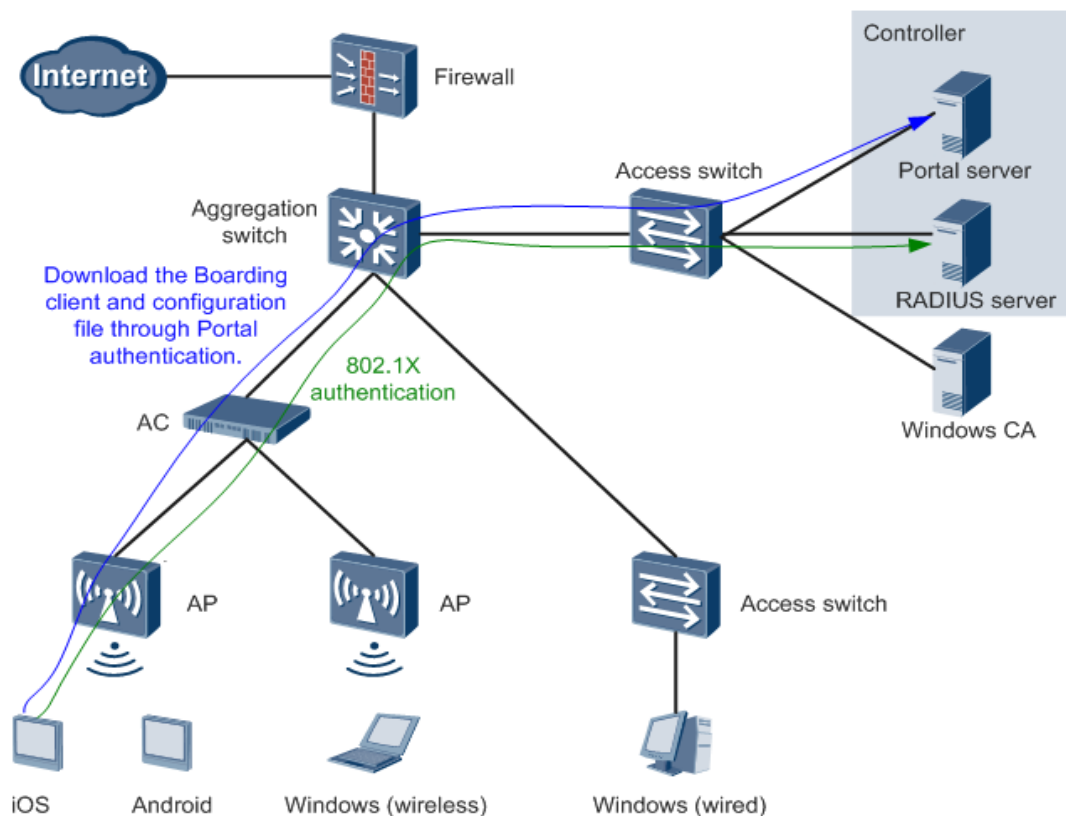 Internet
Firewall
Controller
Portal server
Access switch
Aggregation
switch
RADIUS server
Download the Boarding
client and configuration
file through Portal
authentication.
802.1X
authentication
AC
Windows CA
AP
AP
Access switch
iOS
Android
Windows (wireless)
Windows (wired)